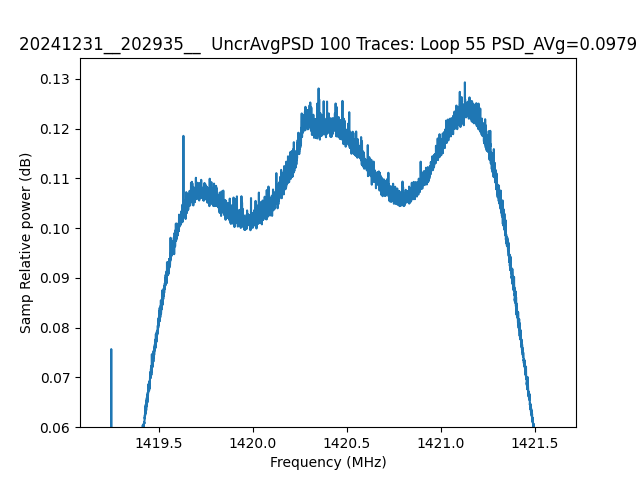 20241231__202935__ UncrAvgPSD 100 Traces: Loop 55 PSD_AVg=0.0979
0.13
0.12
0.11
0.10
0.09
0.08
0.07
0.06
Samp Relative power (dB)
1419.5 1420.0 1420.5 1421.0 1421.5
Frequency (MHz)